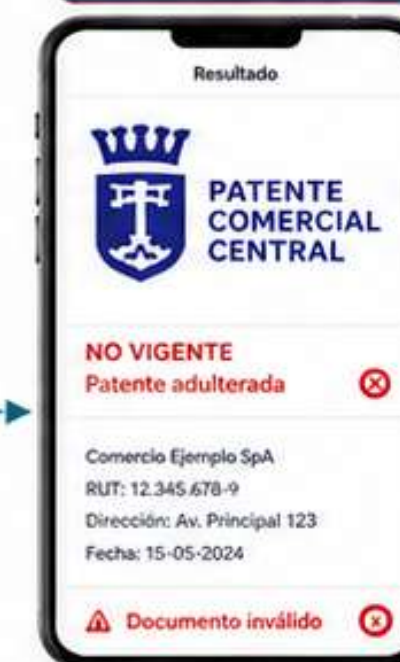 Resultado
PATENTE
COMERCIAL
CENTRAL
NO VIGENTE
Patente adulterada
Comercio Ejemplo SpA
RUT: 12.345.678-9
Dirección: Av. Principal 123
Fecha: 15-05-2024
Documento inválido